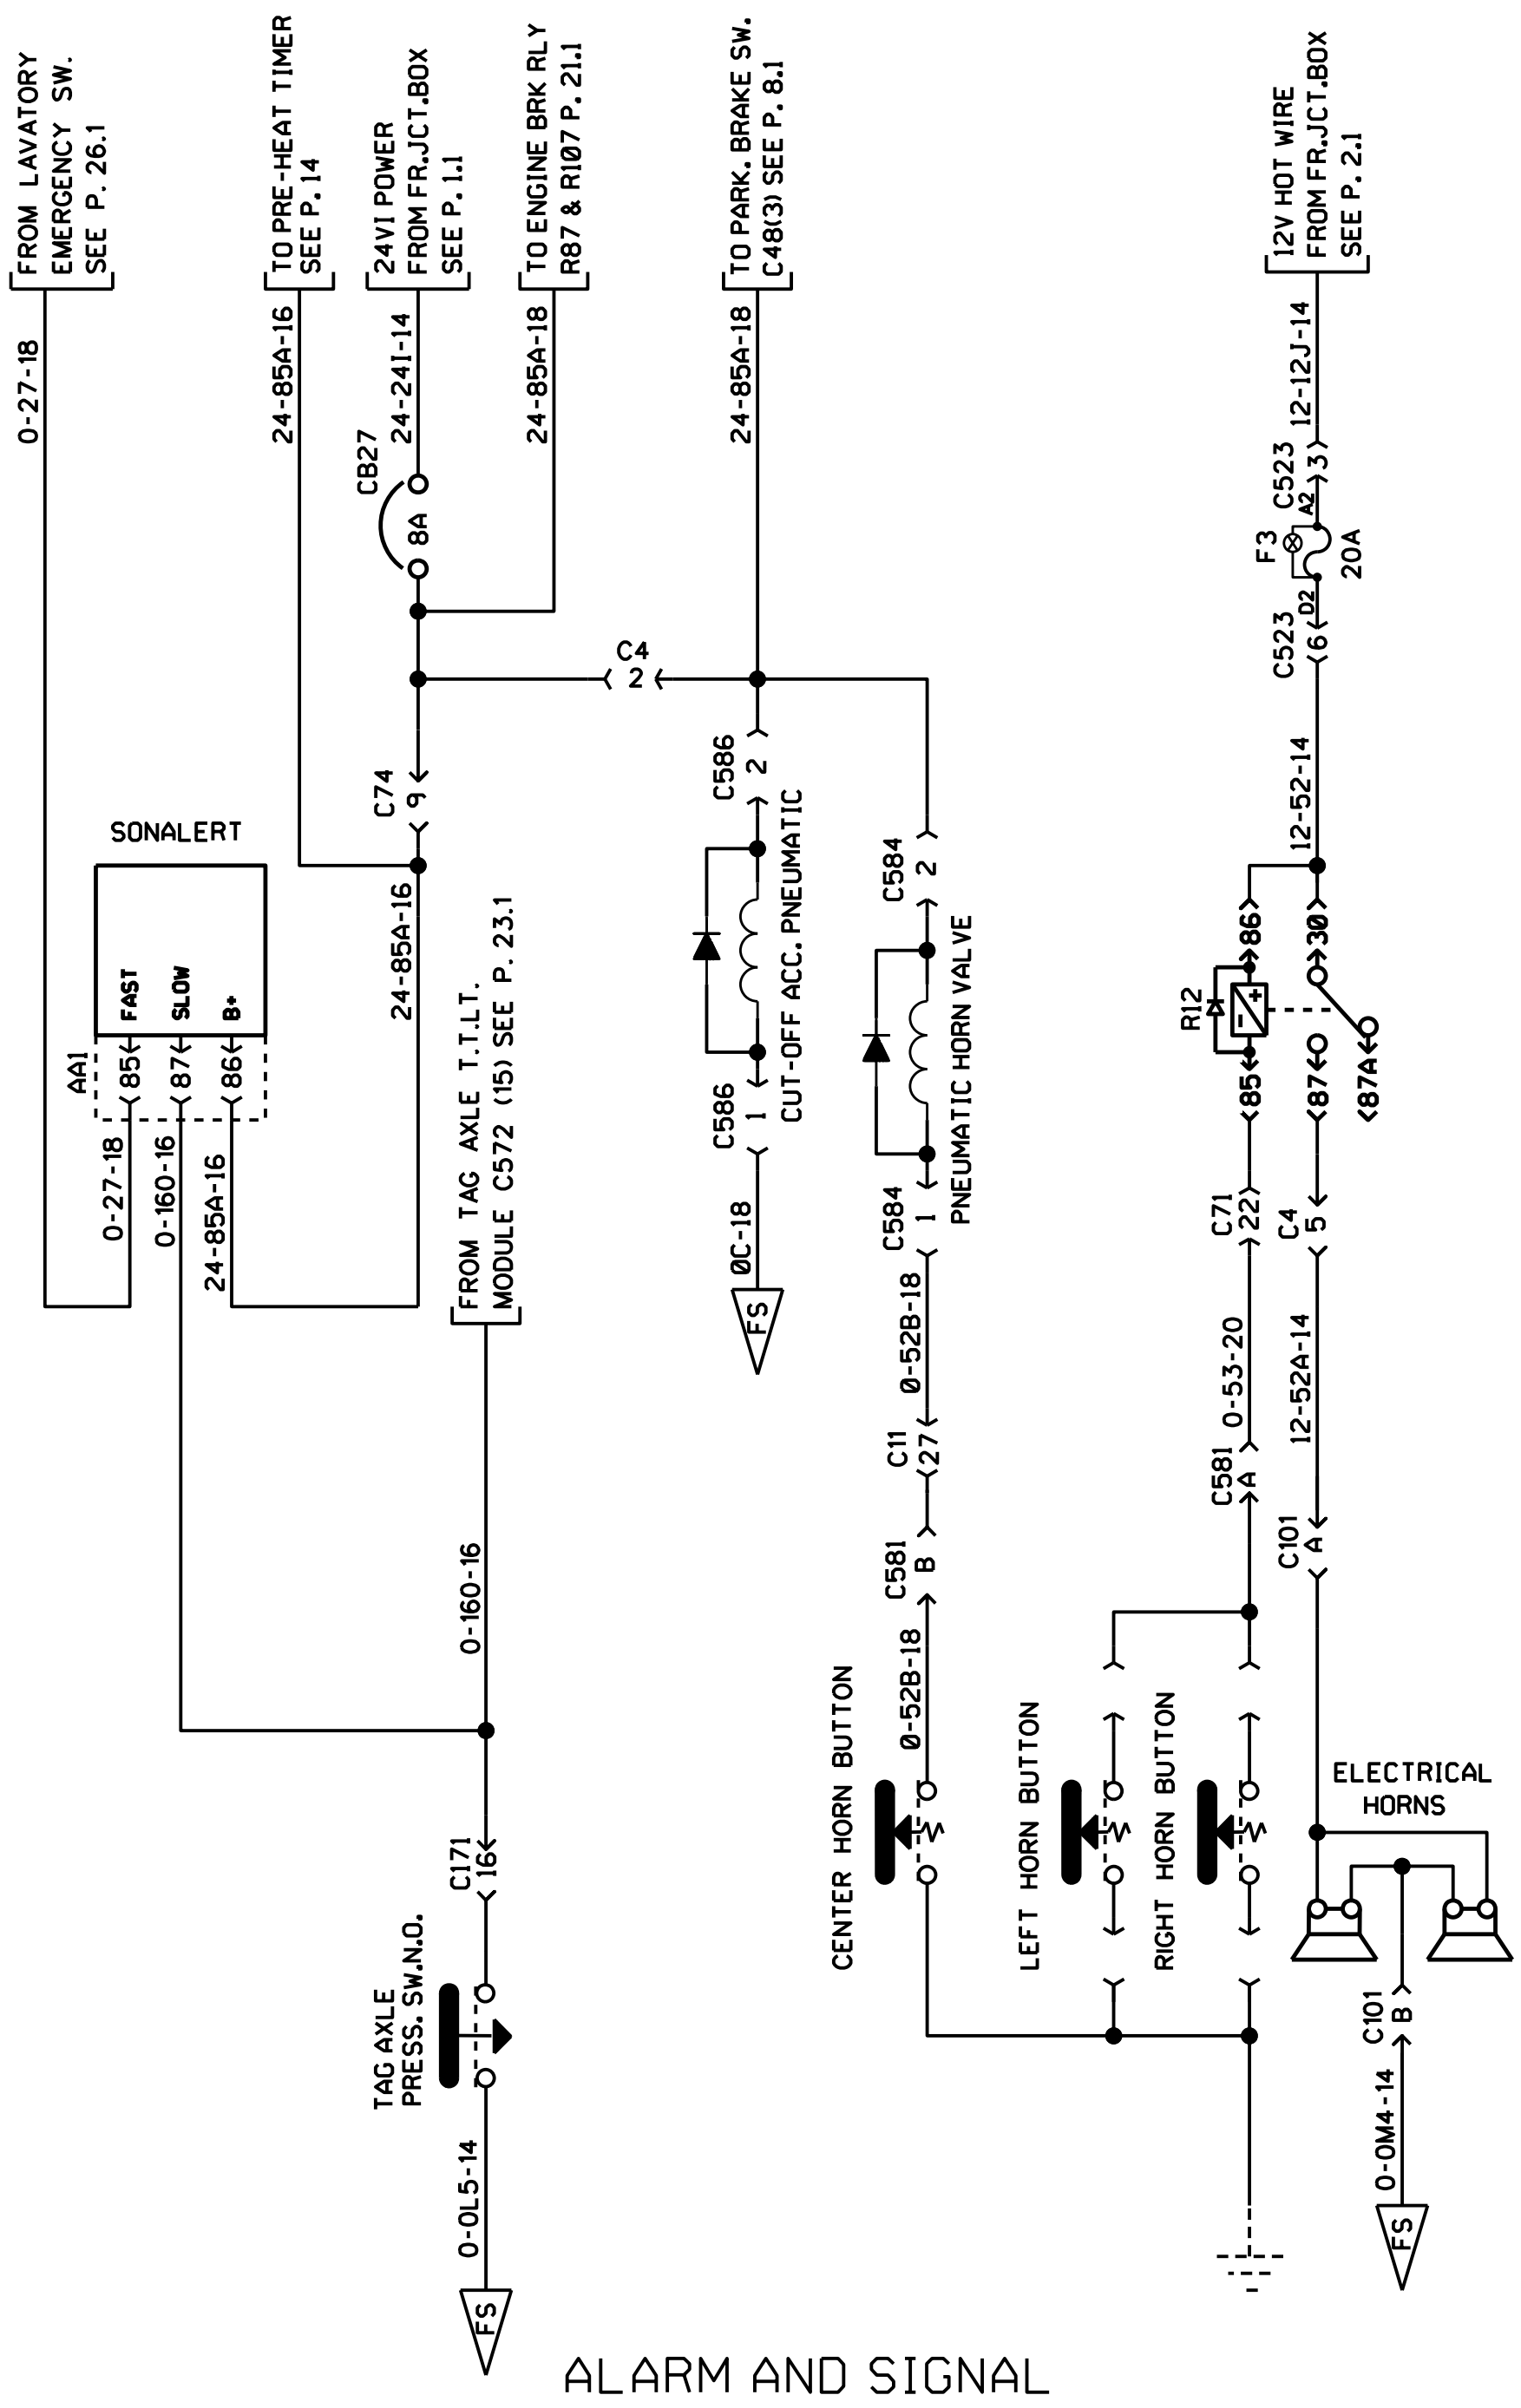 FROM LAVATORY
EMERGENCY SW.
SEE P. 26.1
0-27-18
TO PRE-HEAT TIMER
SEE P. 14
24-85A-16
24VI POWER
FROM FR.JCT.BOX
SEE P. 1.1
24-24I-14
CB27
8A
TO ENGINE BRK RLY
R87 & R107 P. 21.1
24-85A-18
TO PARK. BRAKE SW.
C48(3) SEE P. 8.1
24-85A-18
12V HOT WIRE
FROM FR.JCT.BOX
SEE P. 2.1
12-12J-14
C523
3
A2
F3
20A
D2
C523
6
12-52-14
C4
2
C74
9
24-85A-16
SONALERT
FAST
SLOW
B+
AA1
85
87
86
0-27-18
0-160-16
24-85A-16
FROM TAG AXLE T.T.LT.
MODULE C572 (15) SEE P. 23.1
0-160-16
C586
2
CUT-OFF ACC. PNEUMATIC
C586
1
0C-18
FS
C584
2
PNEUMATIC HORN VALVE
C584
1
0-52B-18
C11
27
C581
B
0-52B-18
R12
86
30
85
87
87A
C71
22
C4
5
0-53-20
12-52A-14
C581
A
C101
A
CENTER HORN BUTTON
LEFT HORN BUTTON
RIGHT HORN BUTTON
ELECTRICAL
HORNS
C101
B
0-0M4-14
FS
C171
16
TAG AXLE
PRESS. SW.N.O.
0-0L5-14
FS
ALARM AND SIGNAL